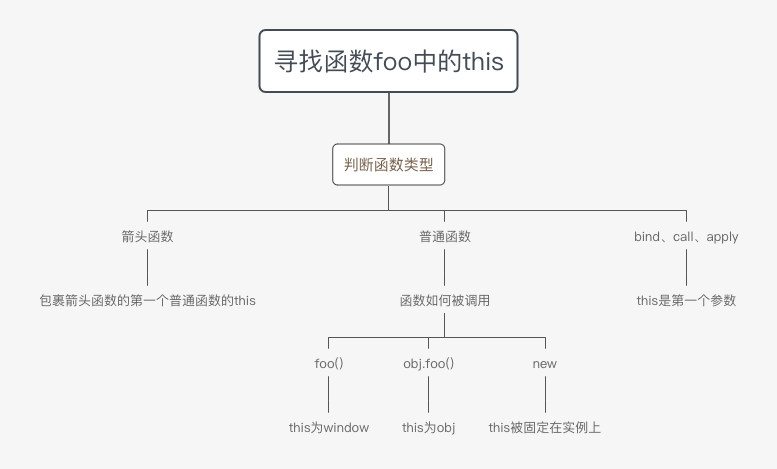 寻找函数foo中的this
判断函数类型
箭头函数
普通函数
bind、call、apply
包裹箭头函数的第一个普通函数的this
函数如何被调用
this是第一个参数
foo()
obj.foo()
new
this为window
this为obj
this被固定在实例上